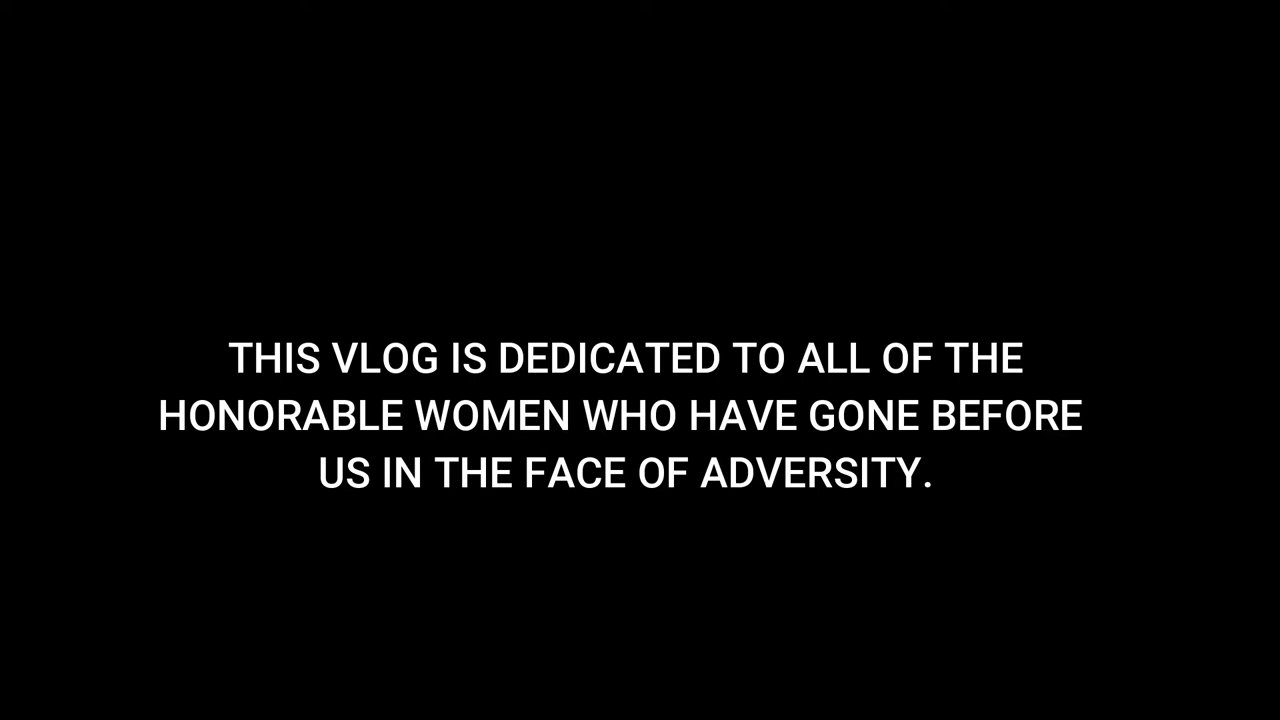 THIS VLOG IS DEDICATED TO ALL OF THE
HONORABLE WOMEN WHO HAVE GONE BEFORE
US IN THE FACE OF ADVERSITY.